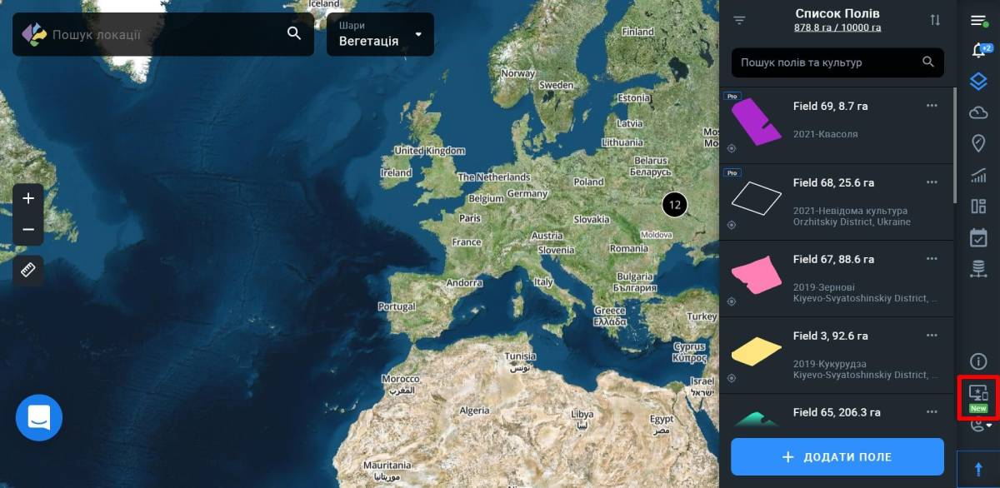 Пошук локації
Шари
Вегетація
Список Полів
878.8 га / 10000 га
Пошук полів та культур
+2
Pro
Field 69, 8.7 га
2021-Квасоля
Pro
Field 68, 25.6 га
2021-Невідома культура
Orzhitskiy District, Ukraine
Field 67, 88.6 га
2019-Зернові
Kiyevo-Svyatoshinskiy District, ...
Field 3, 92.6 га
2019-Кукурудза
Kiyevo-Svyatoshinskiy District, ...
Field 65, 206.3 га
+ ДОДАТИ ПОЛЕ
New
Iceland
Finland
Norway
Sweden
Estonia
Latvia
Lithuania
United Kingdom
Ireland
The Netherlands
Belarus
Беларусь
Belgium
Germany
Poland
12
Paris
Slovakia
Austria
Moldova
France
Slovenia
Romania
Andorra
Italy
Bulgaria
България
Portugal
Greece
Ελλάδα
Turkey
Cyprus
Κύπρος
Tunisia
تونس
Morocco
المغرب
Israel
ישראל
Algeria
Libya
ليبيا
Egypt
مصر
Mauritania
موريتانيا